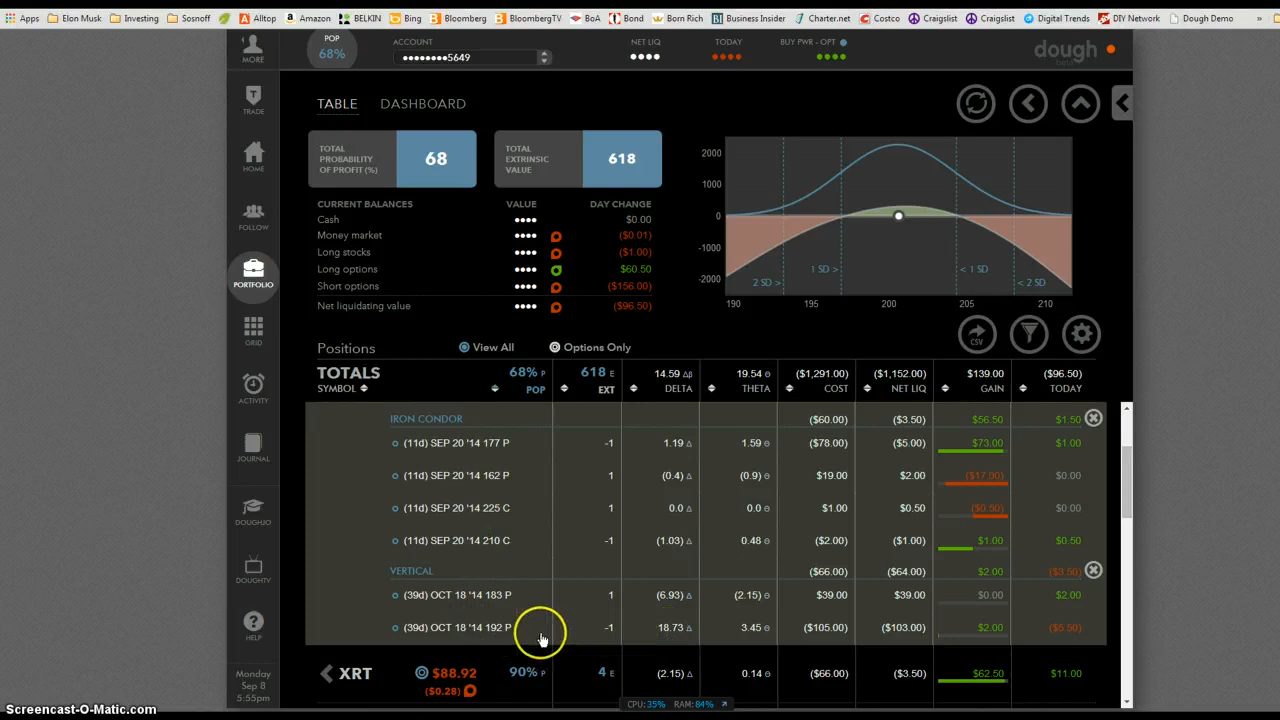 Apps Elon Musk Investing Sosnoff Alltop Amazon BELKIN Bing Bloomberg BloombergTV BoA Bond Born Rich Business Insider Charter.net Costco Craigslist Craigslist Digital Trends DIY Network Dough Demo »
MORE
POP
68%
ACCOUNT
••••••••5649
NET LIQ
••••
TODAY
••••
BUY PWR - OPT
••••
dough
beta
TRADE
HOME
FOLLOW
PORTFOLIO
GRID
ACTIVITY
JOURNAL
DOUGHJO
DOUGHTV
HELP
Monday
Sep 8
5:55pm
TABLE DASHBOARD
TOTAL
PROBABILITY
OF PROFIT (%)
68
TOTAL
EXTRINSIC
VALUE
618
CURRENT BALANCES VALUE DAY CHANGE
Cash •••• $0.00
Money market •••• ($0.01)
Long stocks •••• ($1.00)
Long options •••• $60.50
Short options •••• ($156.00)
Net liquidating value •••• ($96.50)
2000
1000
0
-1000
-2000
2 SD >
1 SD >
< 1 SD
< 2 SD
190 195 200 205 210
Positions View All Options Only
CSV
TOTALS 68% P 618 E 14.59 Δβ 19.54 Θ ($1,291.00) ($1,152.00) $139.00 ($96.50)
SYMBOL POP EXT DELTA THETA COST NET LIQ GAIN TODAY
IRON CONDOR ($60.00) ($3.50) $56.50 $1.50
(11d) SEP 20 '14 177 P -1 1.19 Δ 1.59 Θ ($78.00) ($5.00) $73.00 $1.00
(11d) SEP 20 '14 162 P 1 (0.4) Δ (0.9) Θ $19.00 $2.00 ($17.00) $0.00
(11d) SEP 20 '14 225 C 1 0.0 Δ 0.0 Θ $1.00 $0.50 ($0.50) $0.00
(11d) SEP 20 '14 210 C -1 (1.03) Δ 0.48 Θ ($2.00) ($1.00) $1.00 $0.50
VERTICAL ($66.00) ($64.00) $2.00 ($3.50)
(39d) OCT 18 '14 183 P 1 (6.93) Δ (2.15) Θ $39.00 $39.00 $0.00 $2.00
(39d) OCT 18 '14 192 P -1 18.73 Δ 3.45 Θ ($105.00) ($103.00) $2.00 ($5.50)
XRT $88.92 90% P 4 E (2.15) Δ 0.14 Θ ($66.00) ($3.50) $62.50 $11.00
($0.28)
CPU:35% RAM:84%
Screencast-O-Matic.com